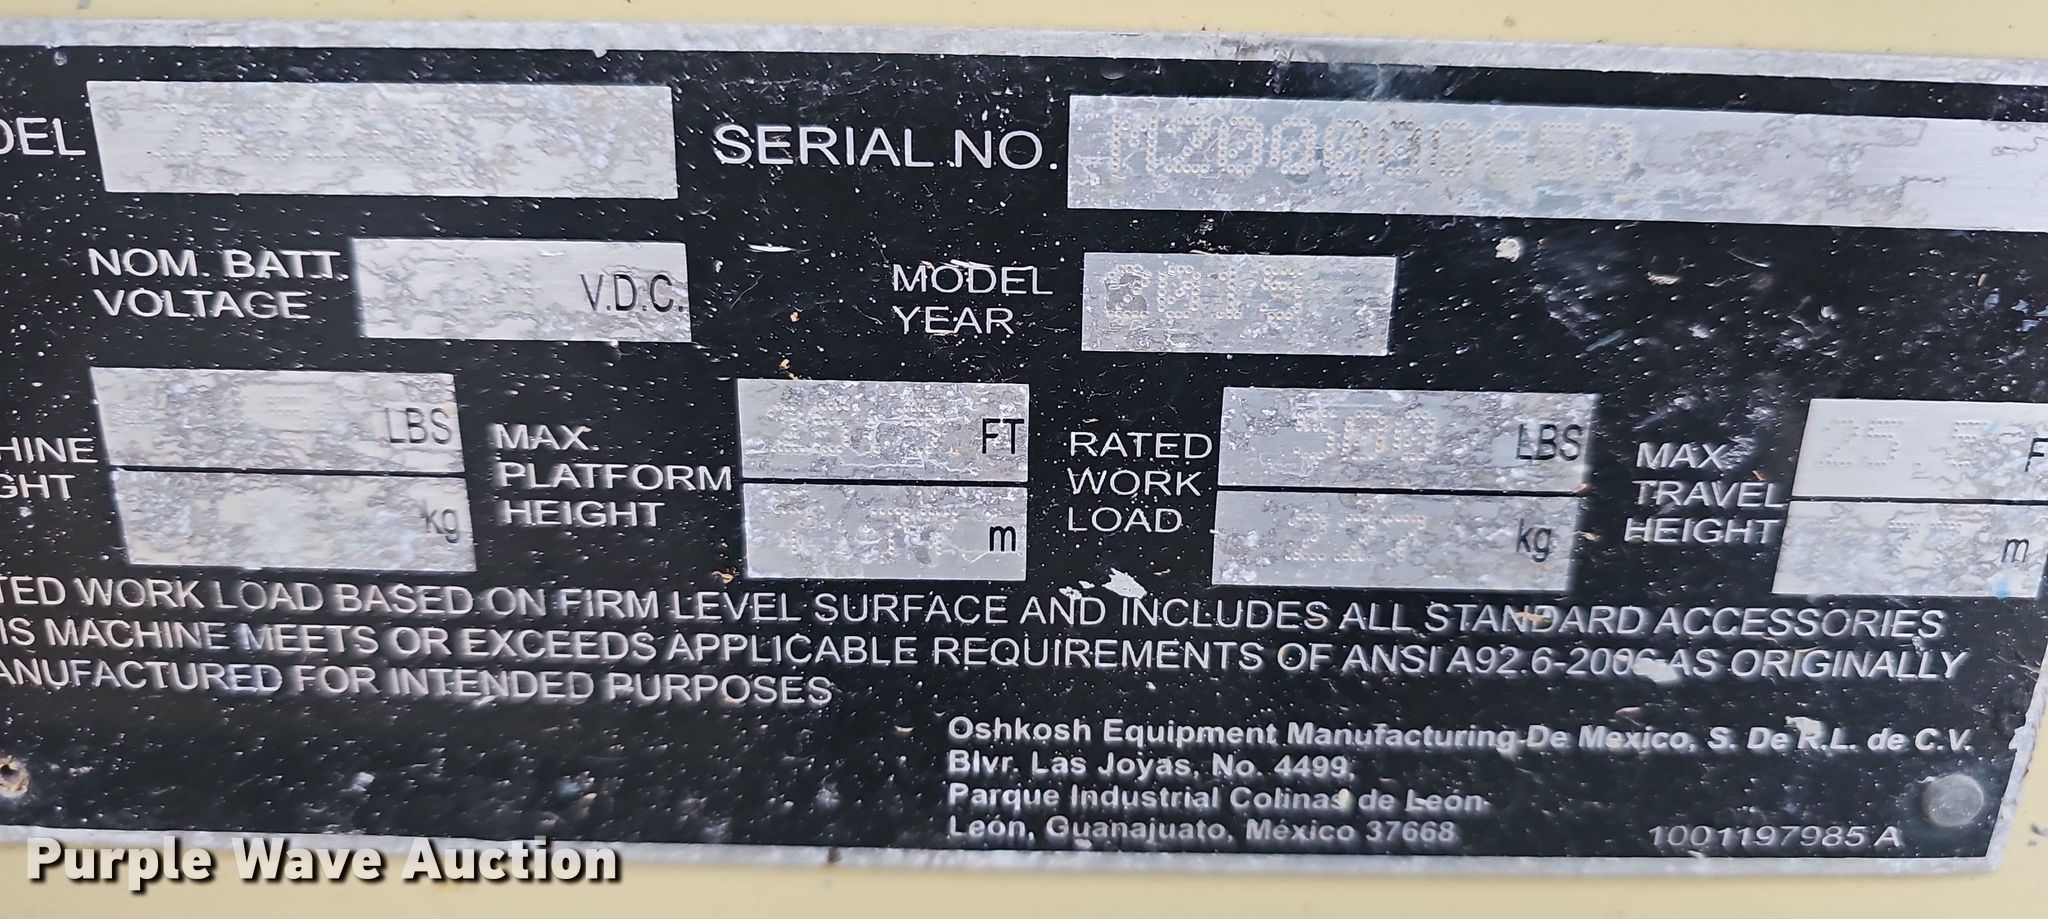 DEL SERIAL NO.
NOM. BATT. VOLTAGE V.D.C. MODEL YEAR 2015
HINE GHT LBS kg
MAX. PLATFORM HEIGHT FT m
RATED WORK LOAD 500 LBS 227 kg
MAX TRAVEL HEIGHT F m
TED WORK LOAD BASED ON FIRM LEVEL SURFACE AND INCLUDES ALL STANDARD ACCESSORIES
IS MACHINE MEETS OR EXCEEDS APPLICABLE REQUIREMENTS OF ANSI A92.6-2006 AS ORIGINALLY
ANUFACTURED FOR INTENDED PURPOSES
Oshkosh Equipment Manufacturing De Mexico, S. De R.L. de C.V.
Blvr. Las Joyas, No. 4499,
Parque Industrial Colinas de León
León, Guanajuato, México 37668
1001197985 A
Purple Wave Auction